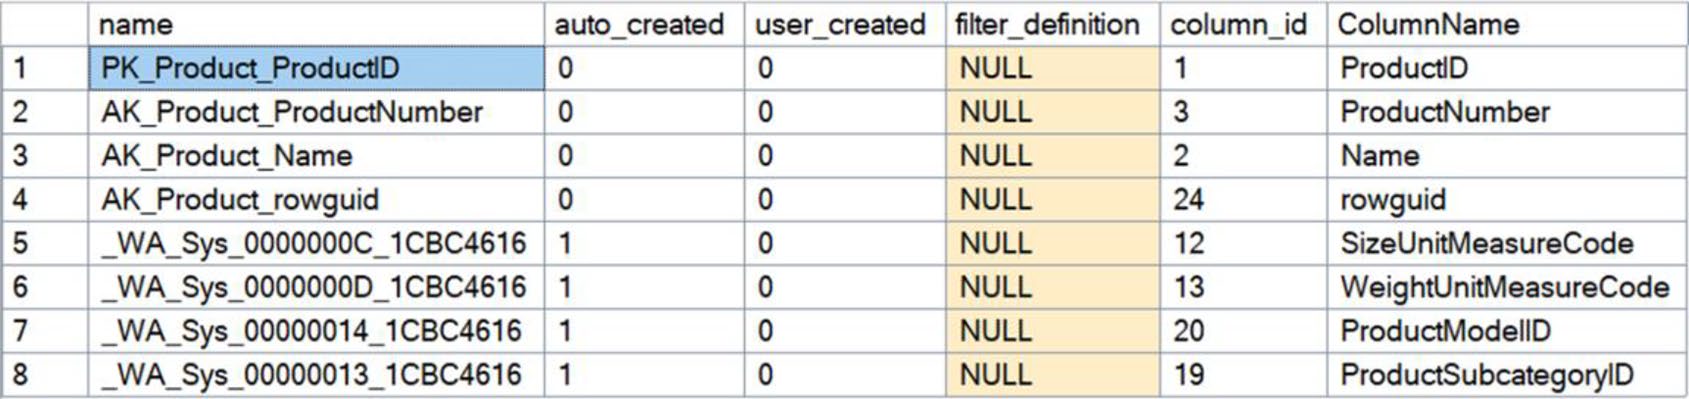 name auto_created user_created filter_definition column_id ColumnName
1 PK_Product_ProductID 0 0 NULL 1 ProductID
2 AK_Product_ProductNumber 0 0 NULL 3 ProductNumber
3 AK_Product_Name 0 0 NULL 2 Name
4 AK_Product_rowguid 0 0 NULL 24 rowguid
5 _WA_Sys_0000000C_1CBC4616 1 0 NULL 12 SizeUnitMeasureCode
6 _WA_Sys_0000000D_1CBC4616 1 0 NULL 13 WeightUnitMeasureCode
7 _WA_Sys_00000014_1CBC4616 1 0 NULL 20 ProductModelID
8 _WA_Sys_00000013_1CBC4616 1 0 NULL 19 ProductSubcategoryID